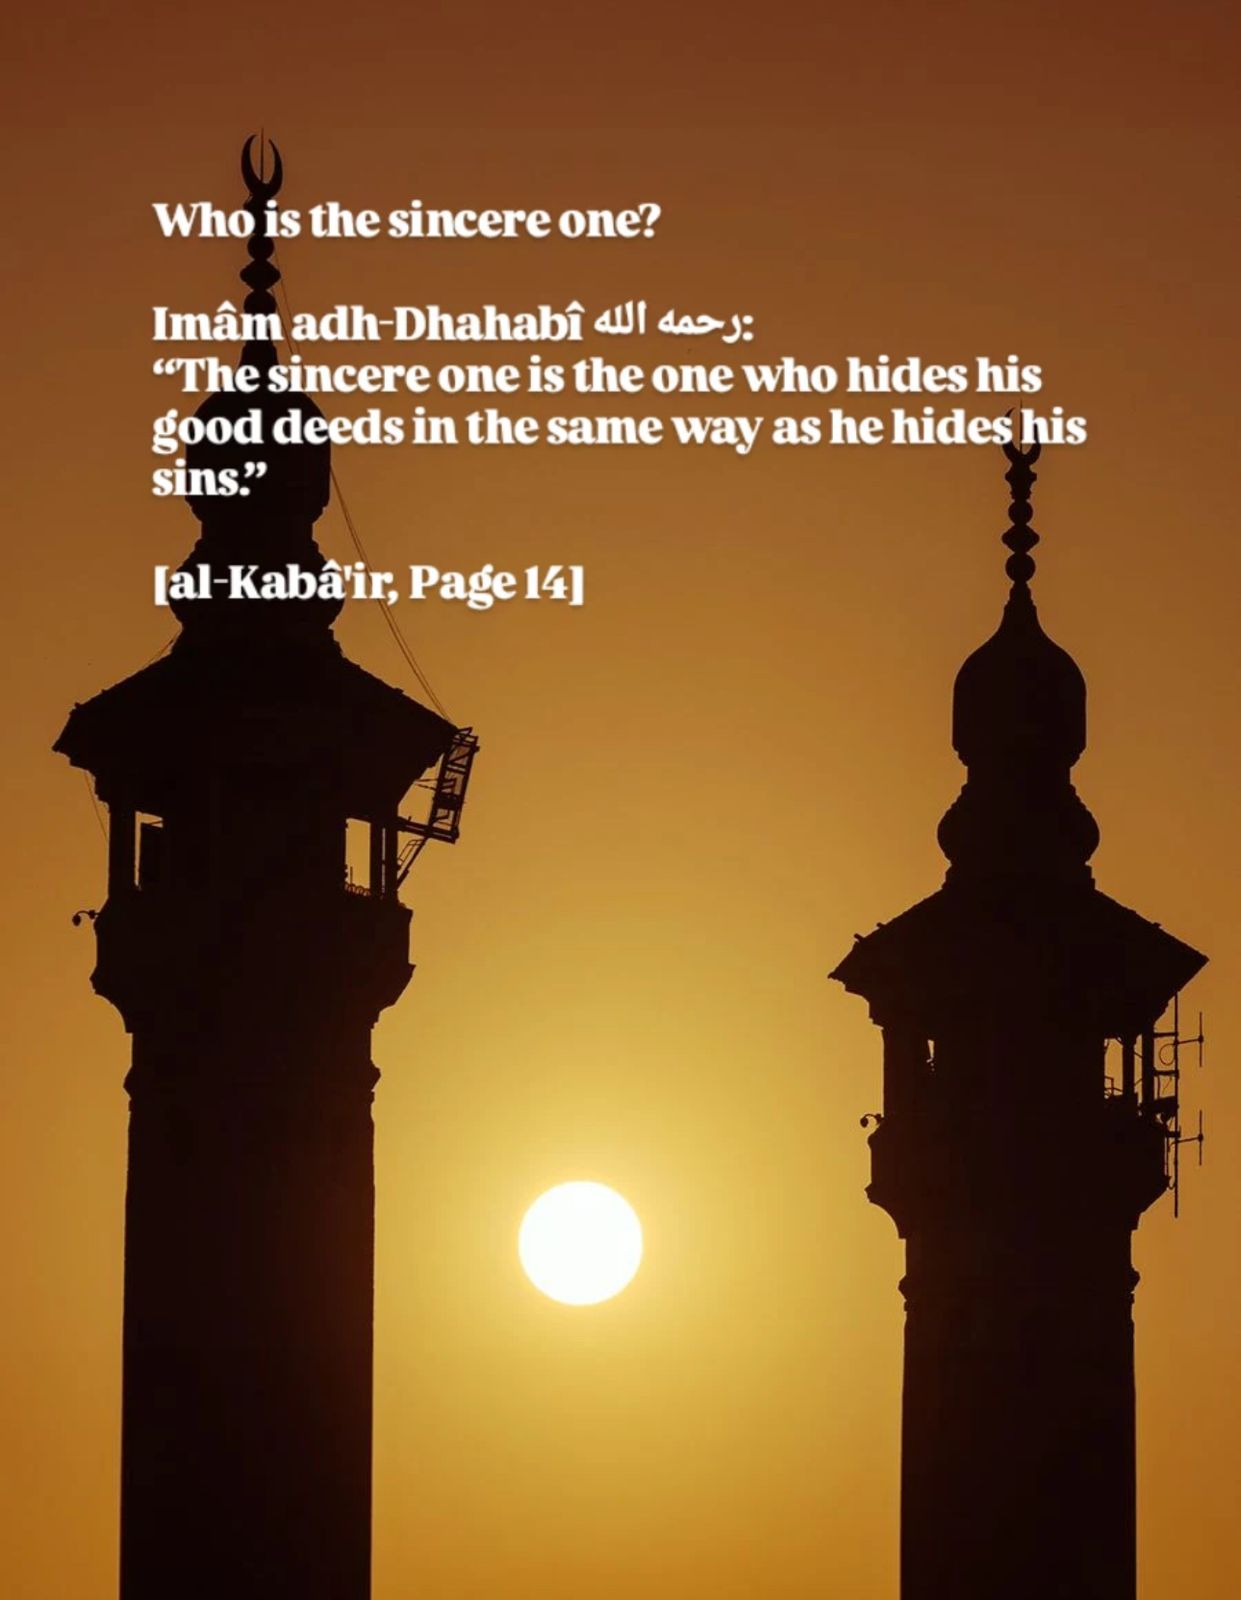 Who is the sincere one?
Imâm adh-Dhahabî رحمه الله:
“The sincere one is the one who hides his
good deeds in the same way as he hides his
sins.”
[al-Kabâ'ir, Page 14]